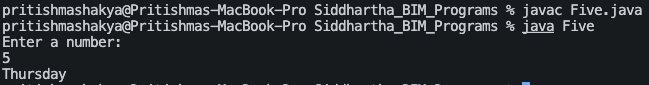 pritishmashakya@Pritishmas-MacBook-Pro Siddhartha_BIM_Programs % javac Five.java
pritishmashakya@Pritishmas-MacBook-Pro Siddhartha_BIM_Programs % java Five
Enter a number:
5
Thursday